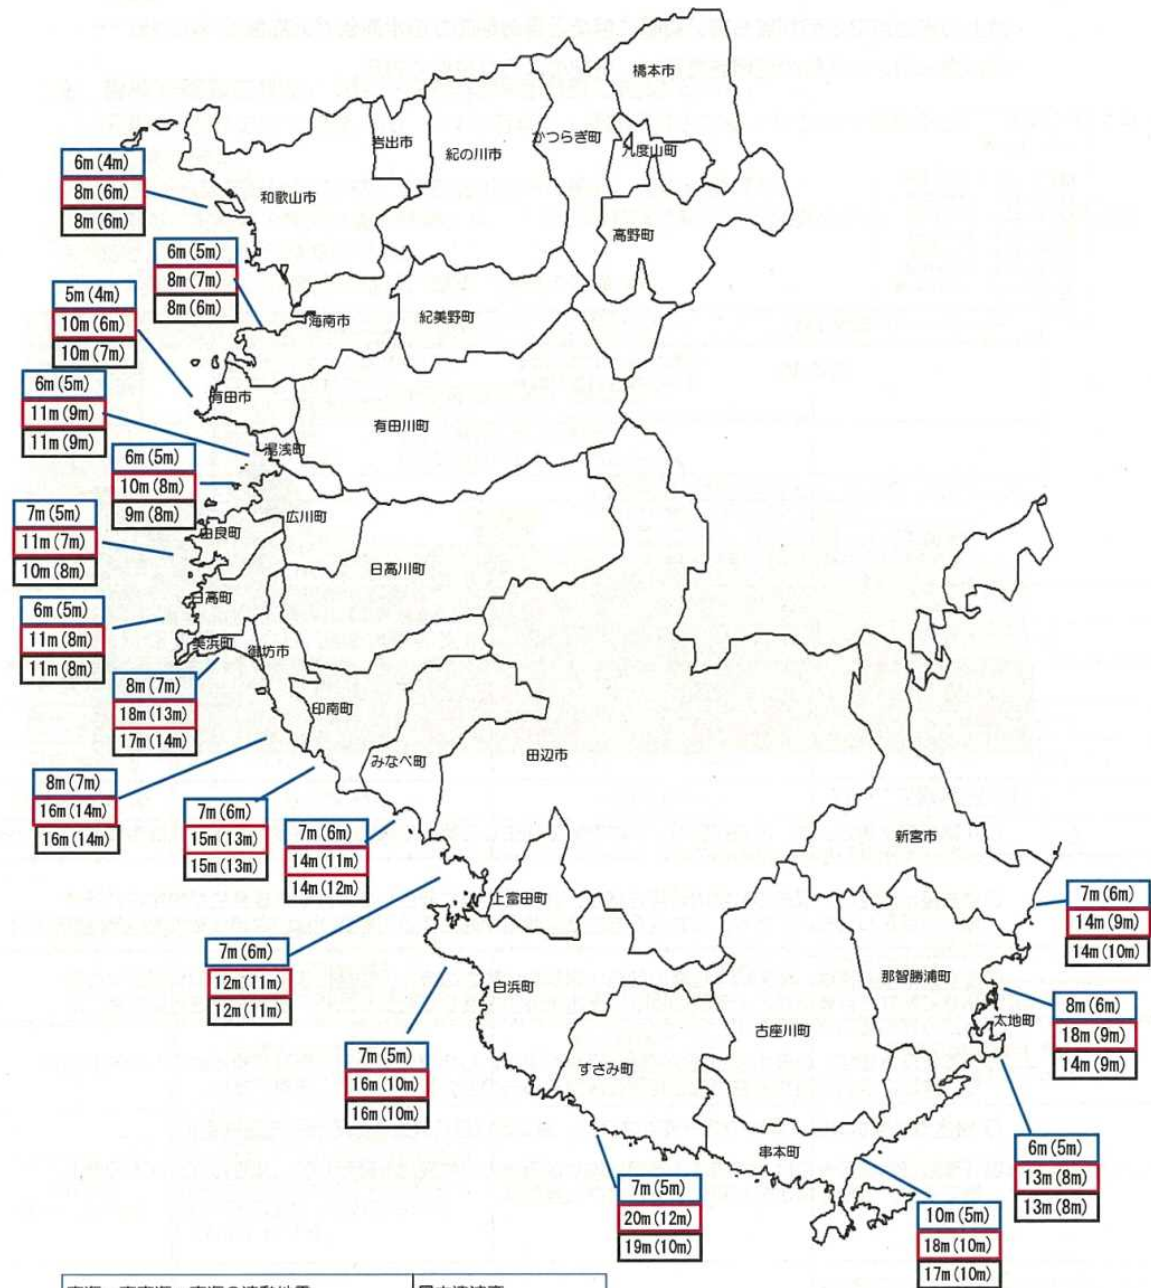 橋本市
岩出市
紀の川市
かつらぎ町
九度山町
6m(4m)
8m(6m)
8m(6m)
和歌山市
高野町
6m(5m)
8m(7m)
8m(6m)
5m(4m)
10m(6m)
10m(7m)
海南市
紀美野町
6m(5m)
11m(9m)
11m(9m)
有田市
有田川町
湯浅町
6m(5m)
10m(8m)
9m(8m)
広川町
7m(5m)
11m(7m)
10m(8m)
由良町
日高川町
6m(5m)
11m(8m)
11m(8m)
日高町
美浜町
御坊市
8m(7m)
18m(13m)
17m(14m)
印南町
みなべ町
田辺市
8m(7m)
16m(14m)
16m(14m)
7m(6m)
15m(13m)
15m(13m)
7m(6m)
14m(11m)
14m(12m)
新宮市
上富田町
7m(6m)
14m(9m)
14m(10m)
7m(6m)
12m(11m)
12m(11m)
白浜町
那智勝浦町
8m(6m)
18m(9m)
14m(9m)
太地町
古座川町
7m(5m)
16m(10m)
16m(10m)
すさみ町
串本町
6m(5m)
13m(8m)
13m(8m)
7m(5m)
20m(12m)
19m(10m)
10m(5m)
18m(10m)
17m(10m)